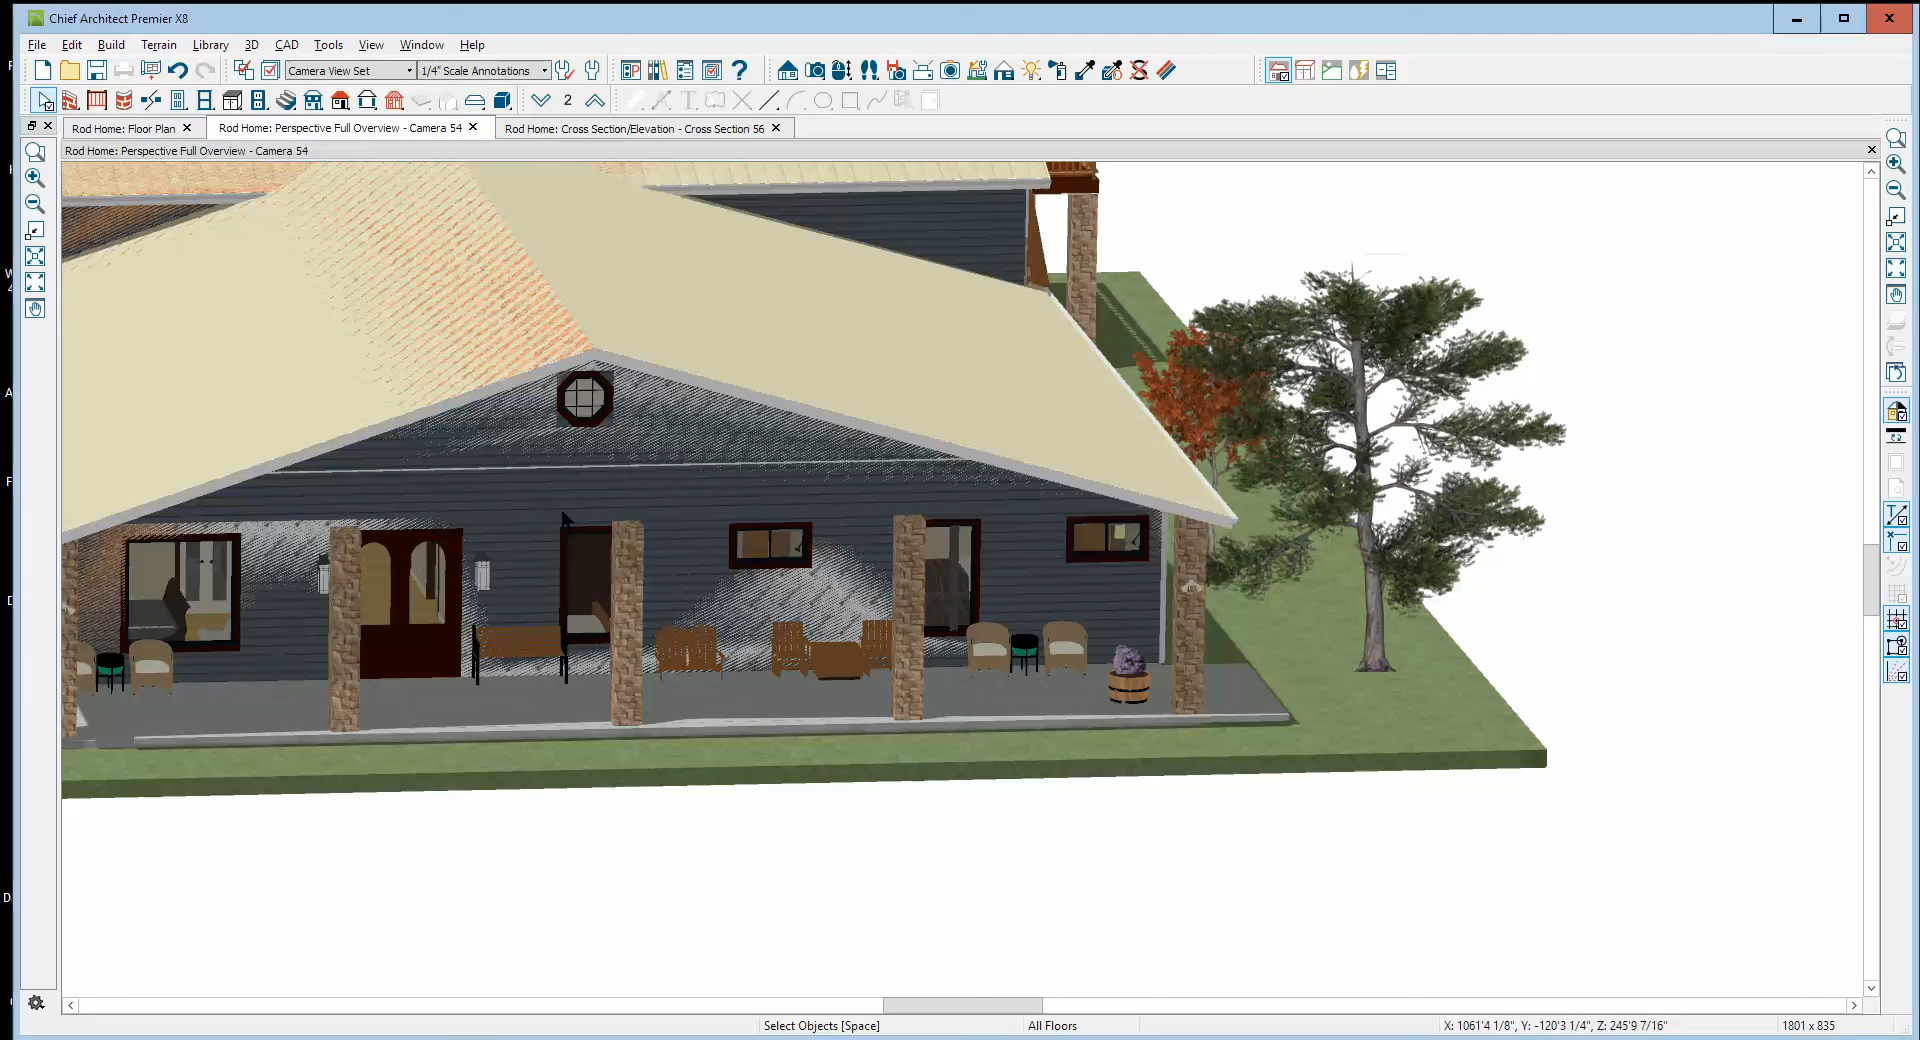 Chief Architect Premier X8
File Edit Build Terrain Library 3D CAD Tools View Window Help
Camera View Set 1/4" Scale Annotations
2
Rod Home: Floor Plan Rod Home: Perspective Full Overview - Camera 54 Rod Home: Cross Section/Elevation - Cross Section 56
Rod Home: Perspective Full Overview - Camera 54
Select Objects [Space] All Floors X: 1061'4 1/8", Y: -120'3 1/4", Z: 245'9 7/16" 1801 x 835